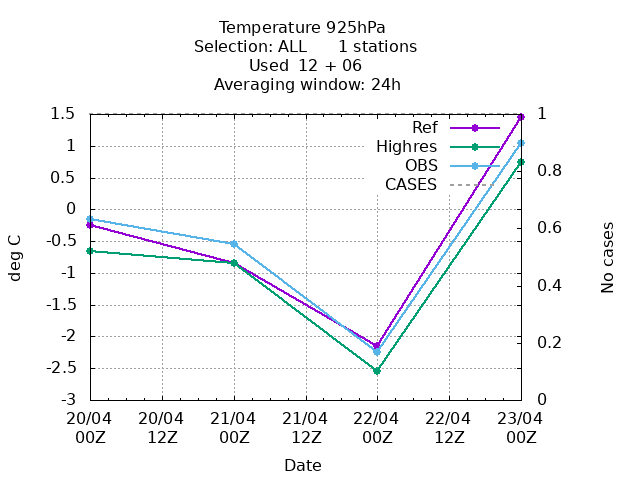 Temperature 925hPa
Selection: ALL      1 stations
Used  12 + 06
Averaging window: 24h
1.5
1
0.5
0
-0.5
-1
-1.5
-2
-2.5
-3
deg C
Ref
Highres
OBS
CASES
1
0.8
0.6
0.4
0.2
0
No cases
20/04 20/04 21/04 21/04 22/04 22/04 23/04
00Z 12Z 00Z 12Z 00Z 12Z 00Z
Date